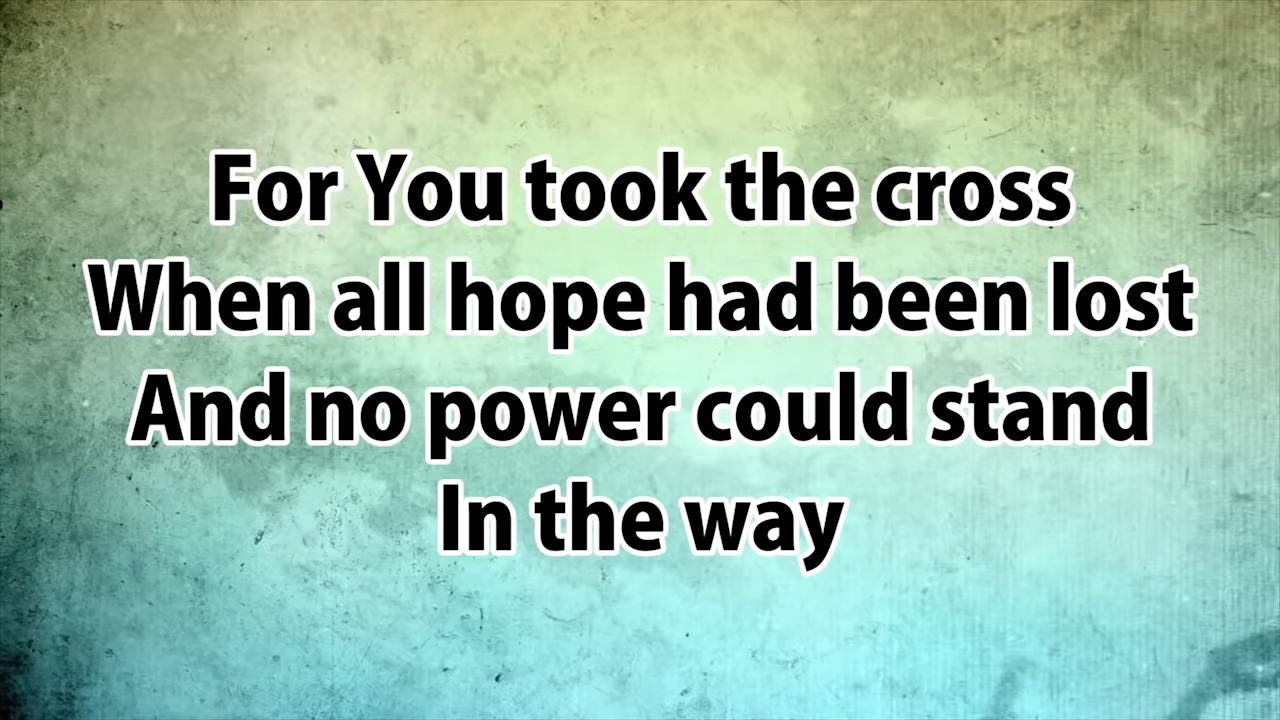 For You took the cross
When all hope had been lost
And no power could stand
In the way